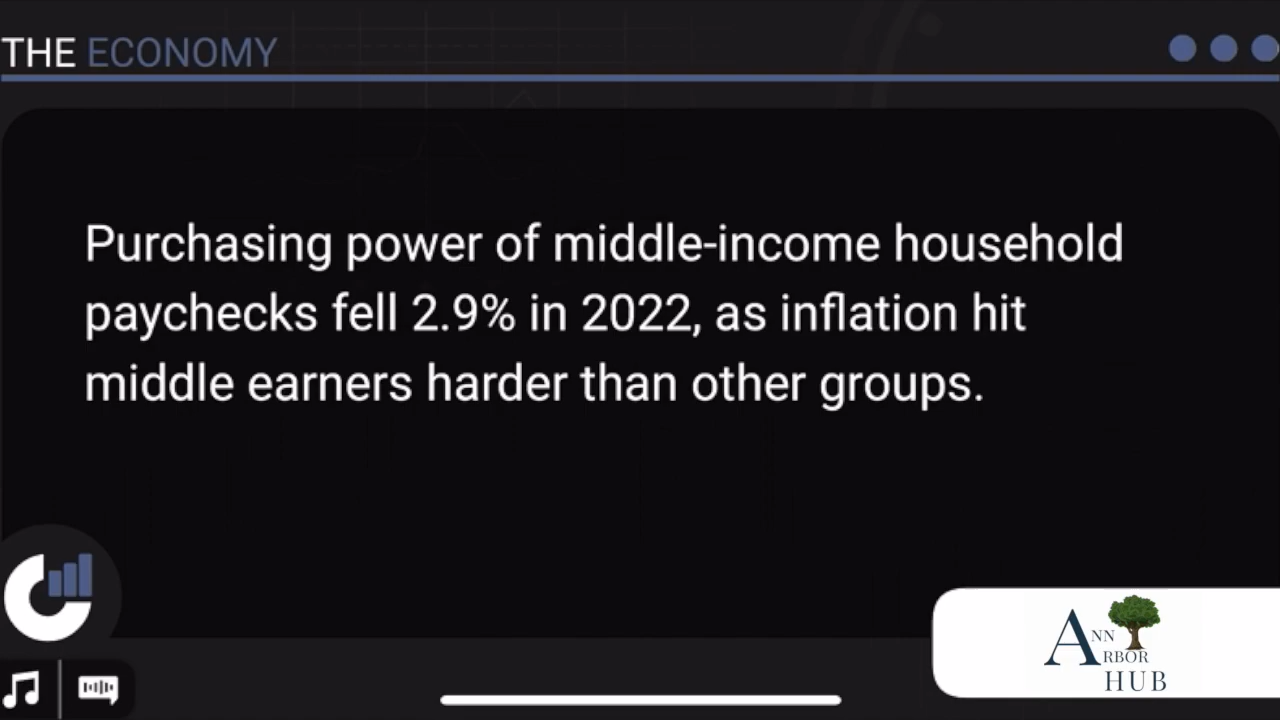 THE ECONOMY
Purchasing power of middle-income household
paychecks fell 2.9% in 2022, as inflation hit
middle earners harder than other groups.
ANN
ARBOR
HUB